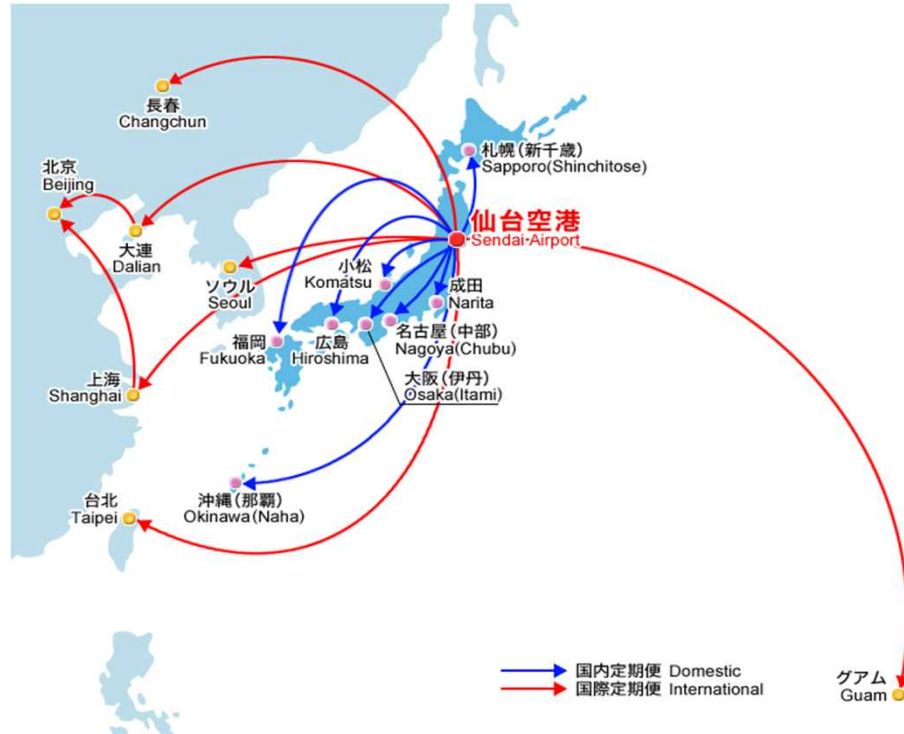 長春
Changchun
札幌(新千歳)
Sapporo(Shinchitose)
北京
Beijing
仙台空港
Sendai-Airport
大連
Dalian
小松
Komatsu
ソウル
Seoul
成田
Narita
福岡
Fukuoka
広島
Hiroshima
名古屋(中部)
Nagoya(Chubu)
上海
Shanghai
大阪(伊丹)
Osaka(Itami)
沖縄(那覇)
Okinawa(Naha)
台北
Taipei
国内定期便 Domestic
国際定期便 International
グアム
Guam